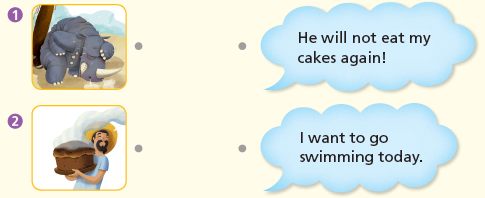 1
He will not eat my
cakes again!
2
I want to go
swimming today.